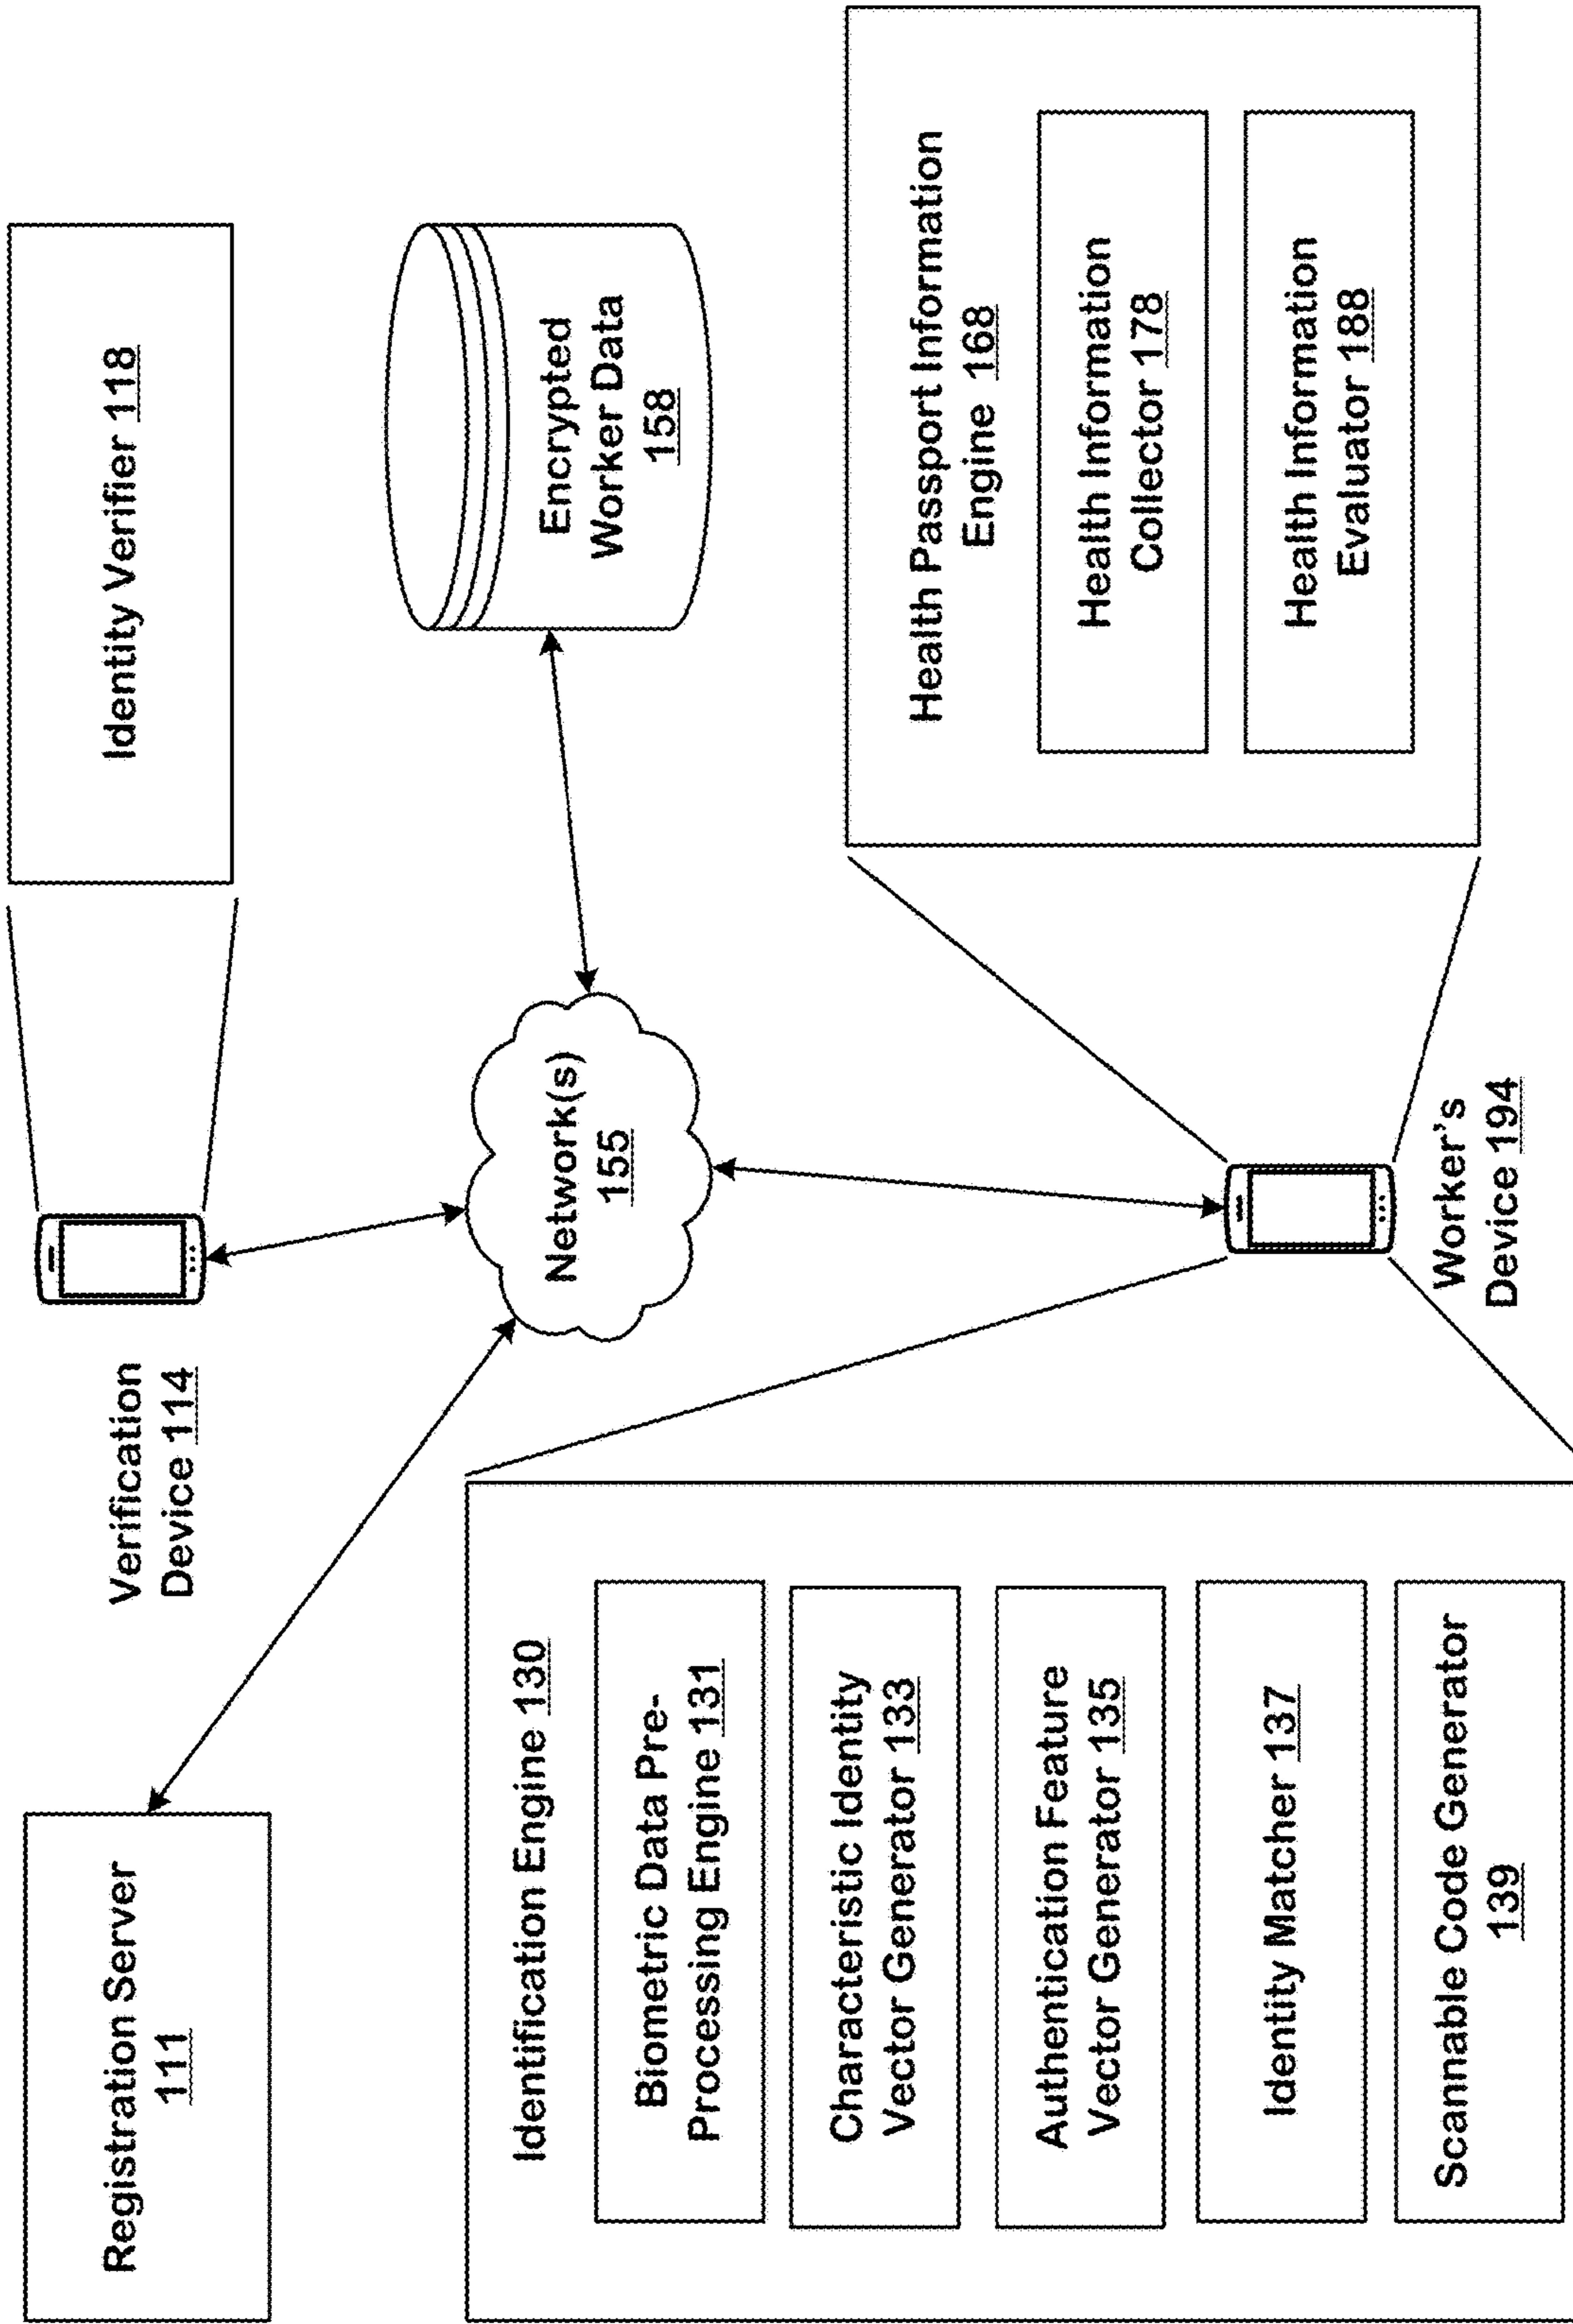 Registration Server
111
Verification
Device 114
Identity Verifier 118
Network(s)
155
Encrypted
Worker Data
158
Identification Engine 130
Biometric Data Pre-
Processing Engine 131
Characteristic Identity
Vector Generator 133
Authentication Feature
Vector Generator 135
Identity Matcher 137
Scannable Code Generator
139
Worker's
Device 194
Health Passport Information
Engine 168
Health Information
Collector 178
Health Information
Evaluator 188